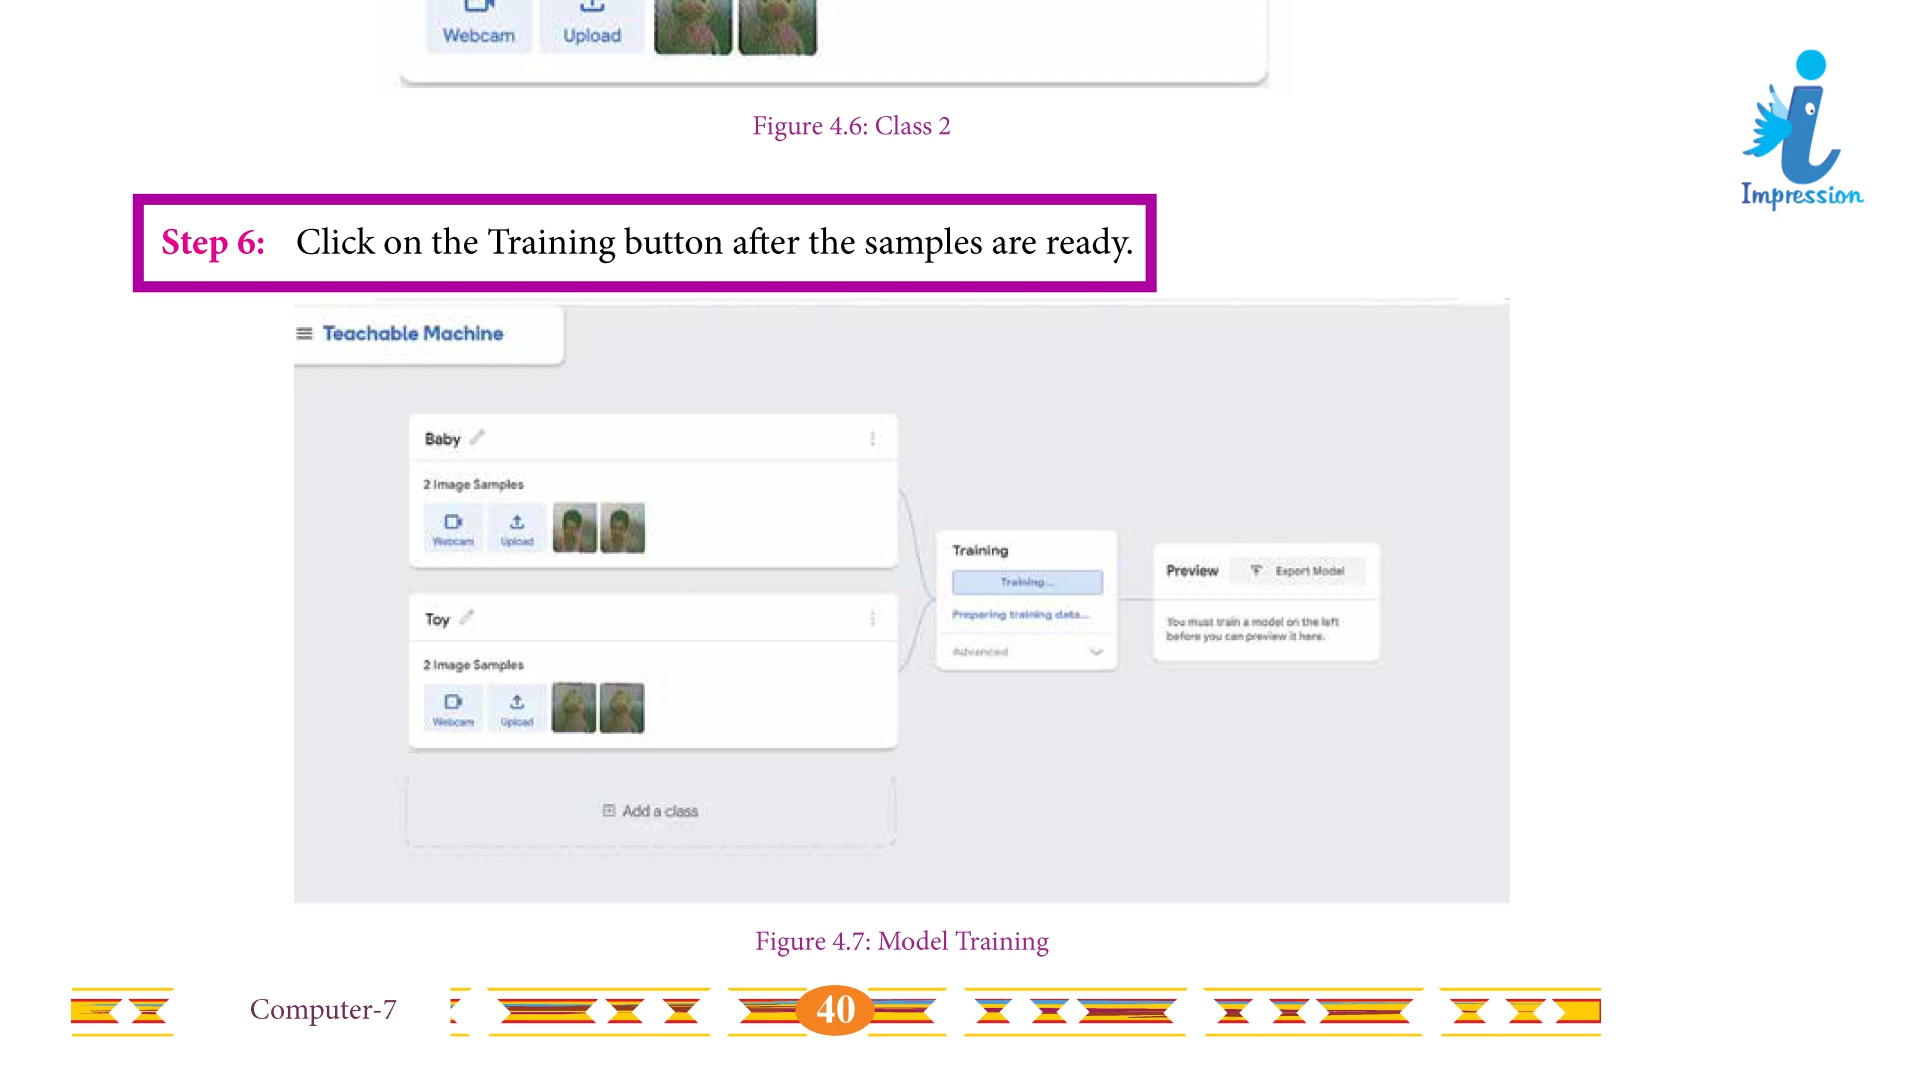 Webcam Upload
Figure 4.6: Class 2
Impression
Step 6: Click on the Training button after the samples are ready.
Teachable Machine
Baby
2 Image Samples
Webcam Upload
Training
Training...
Preparing training data...
Advanced
Preview Export Model
You must train a model on the left
before you can preview it here.
Toy
2 Image Samples
Webcam Upload
Add a class
Figure 4.7: Model Training
Computer-7 40